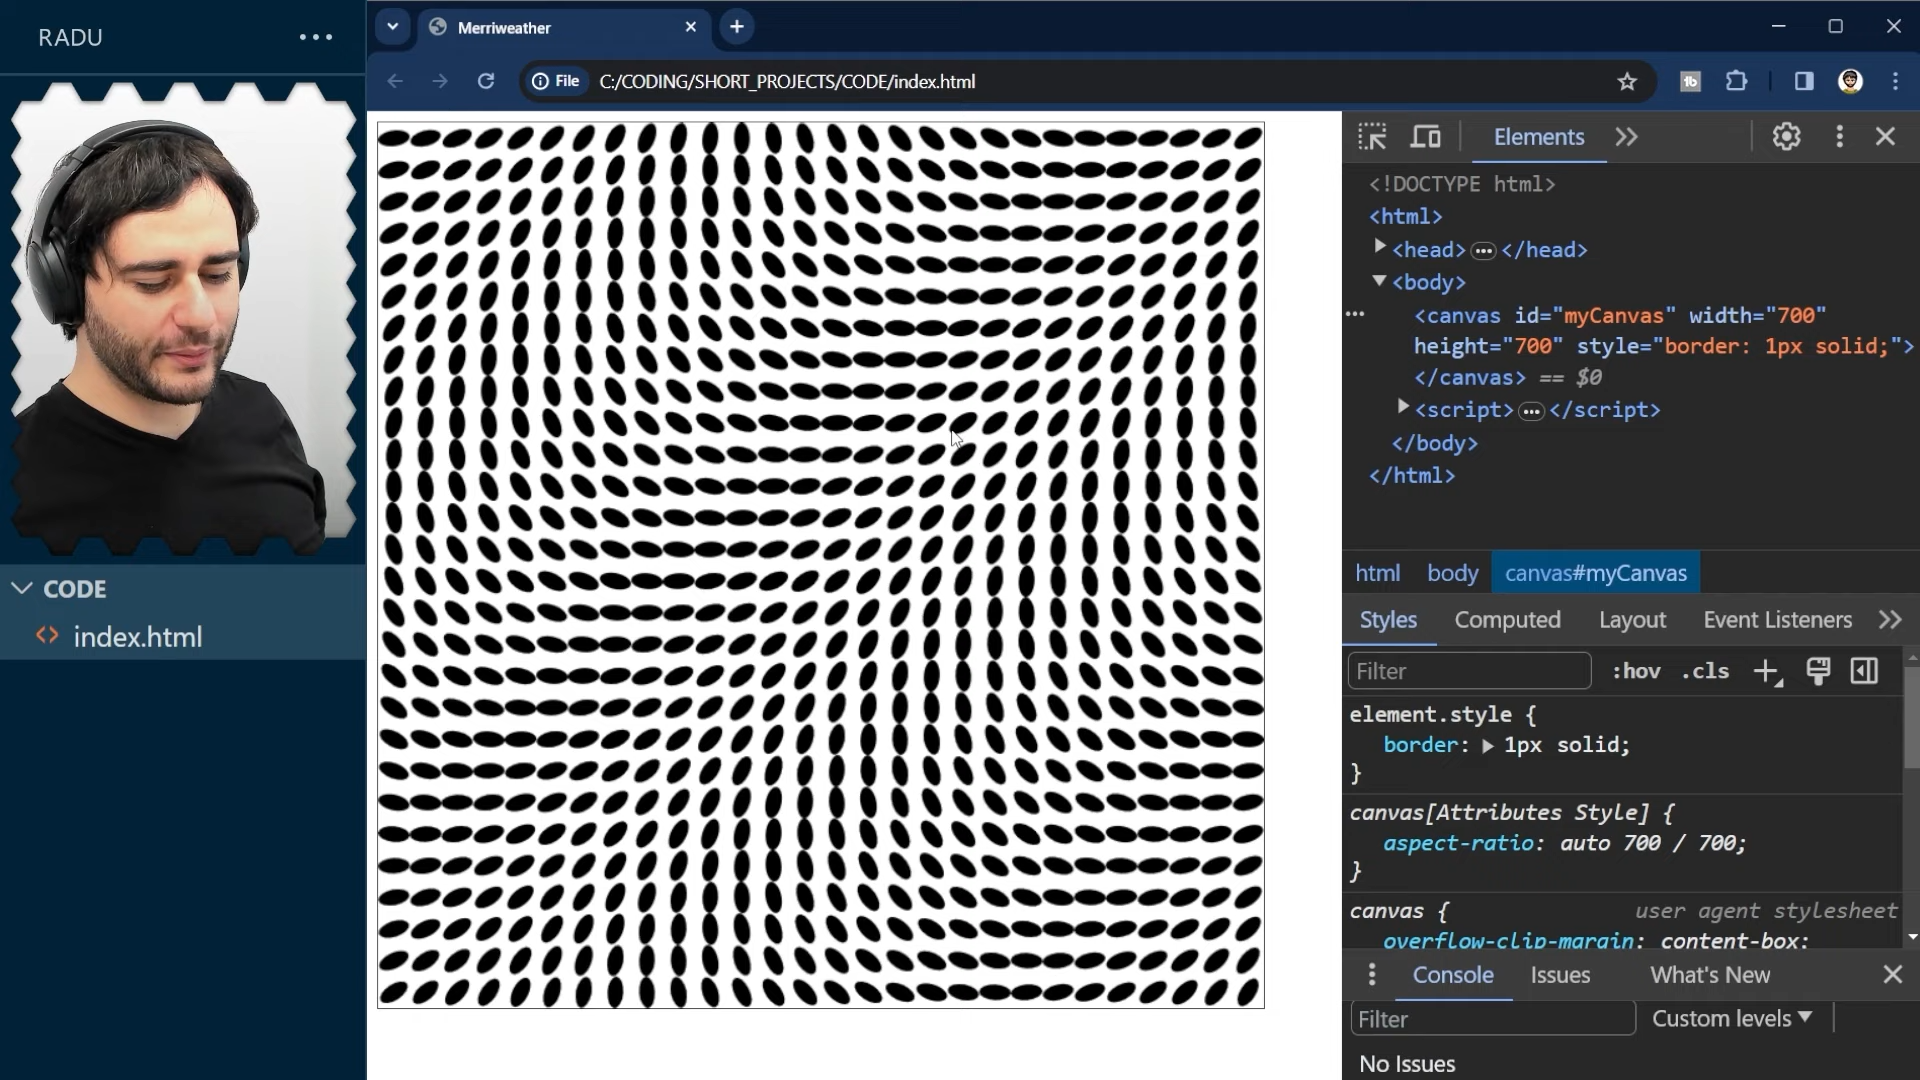 RADU
Merriweather
File
C:/CODING/SHORT_PROJECTS/CODE/index.html
CODE
<> index.html
Elements
<!DOCTYPE html>
<html>
<head> </head>
<body>
<canvas id="myCanvas" width="700"
height="700" style="border: 1px solid;">
</canvas> == $0
<script> </script>
</body>
</html>
html body canvas#myCanvas
Styles Computed Layout Event Listeners
Filter :hov .cls
element.style {
border: 1px solid;
}
canvas[Attributes Style] {
aspect-ratio: auto 700 / 700;
}
canvas { user agent stylesheet
overflow-clip-margin: content-box;
Console Issues What's New
Filter Custom levels
No Issues